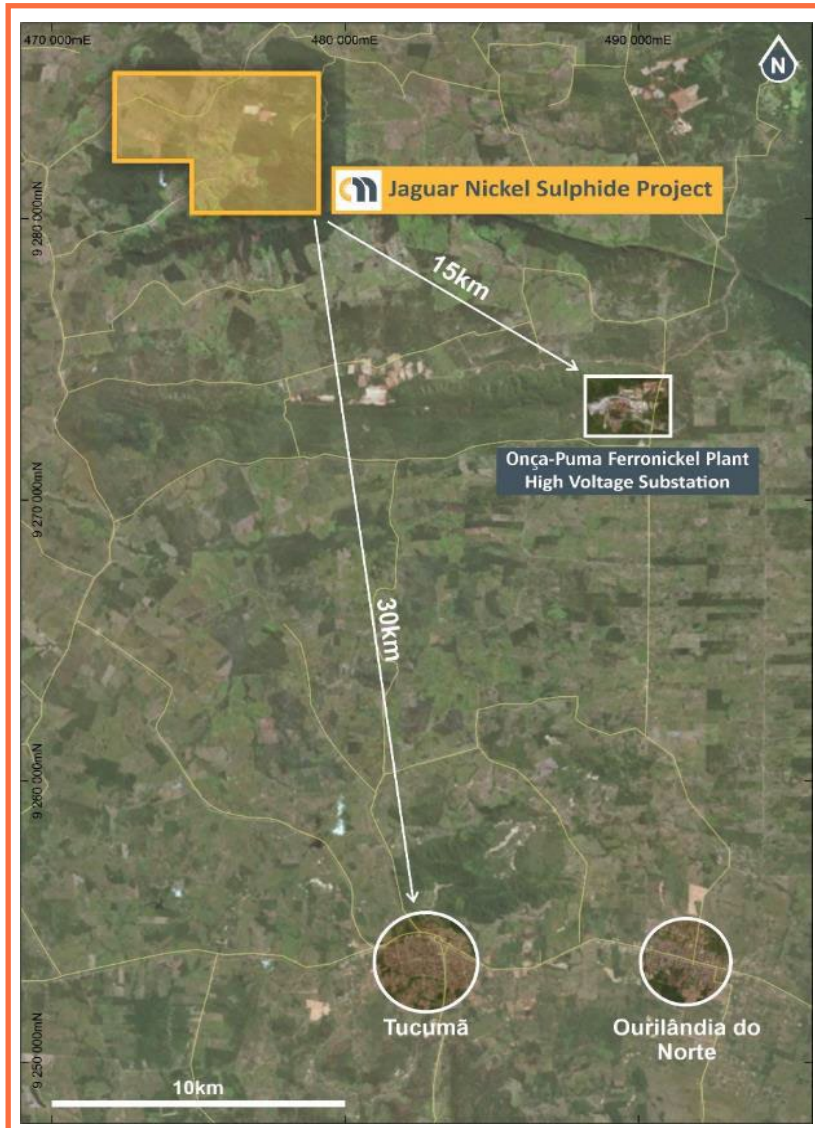 470 000mE
480 000mE
490 000mE
N
Jaguar Nickel Sulphide Project
9 280 000mN
15km
Onça-Puma Ferronickel Plant
High Voltage Substation
9 270 000mN
30km
9 260 000mN
Tucumã
Ourilândia do
Norte
9 250 000mN
10km